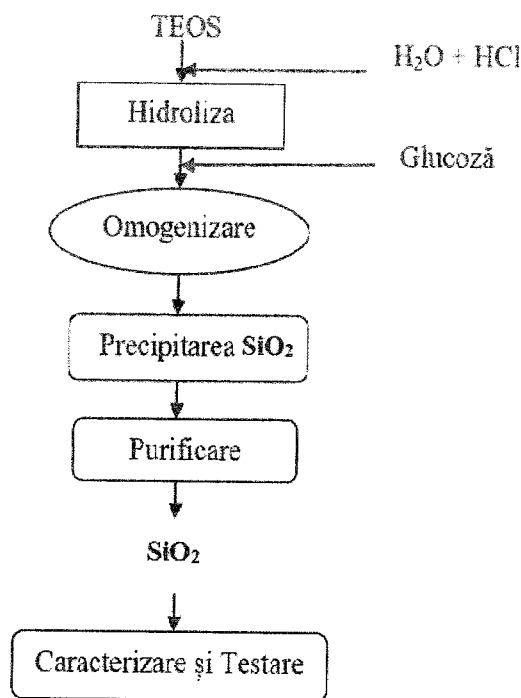 TEOS
H₂O + HCl
Hidroliza
Glucoză
Omogenizare
Precipitarea SiO₂
Purificare
SiO₂
Caracterizare și Testare